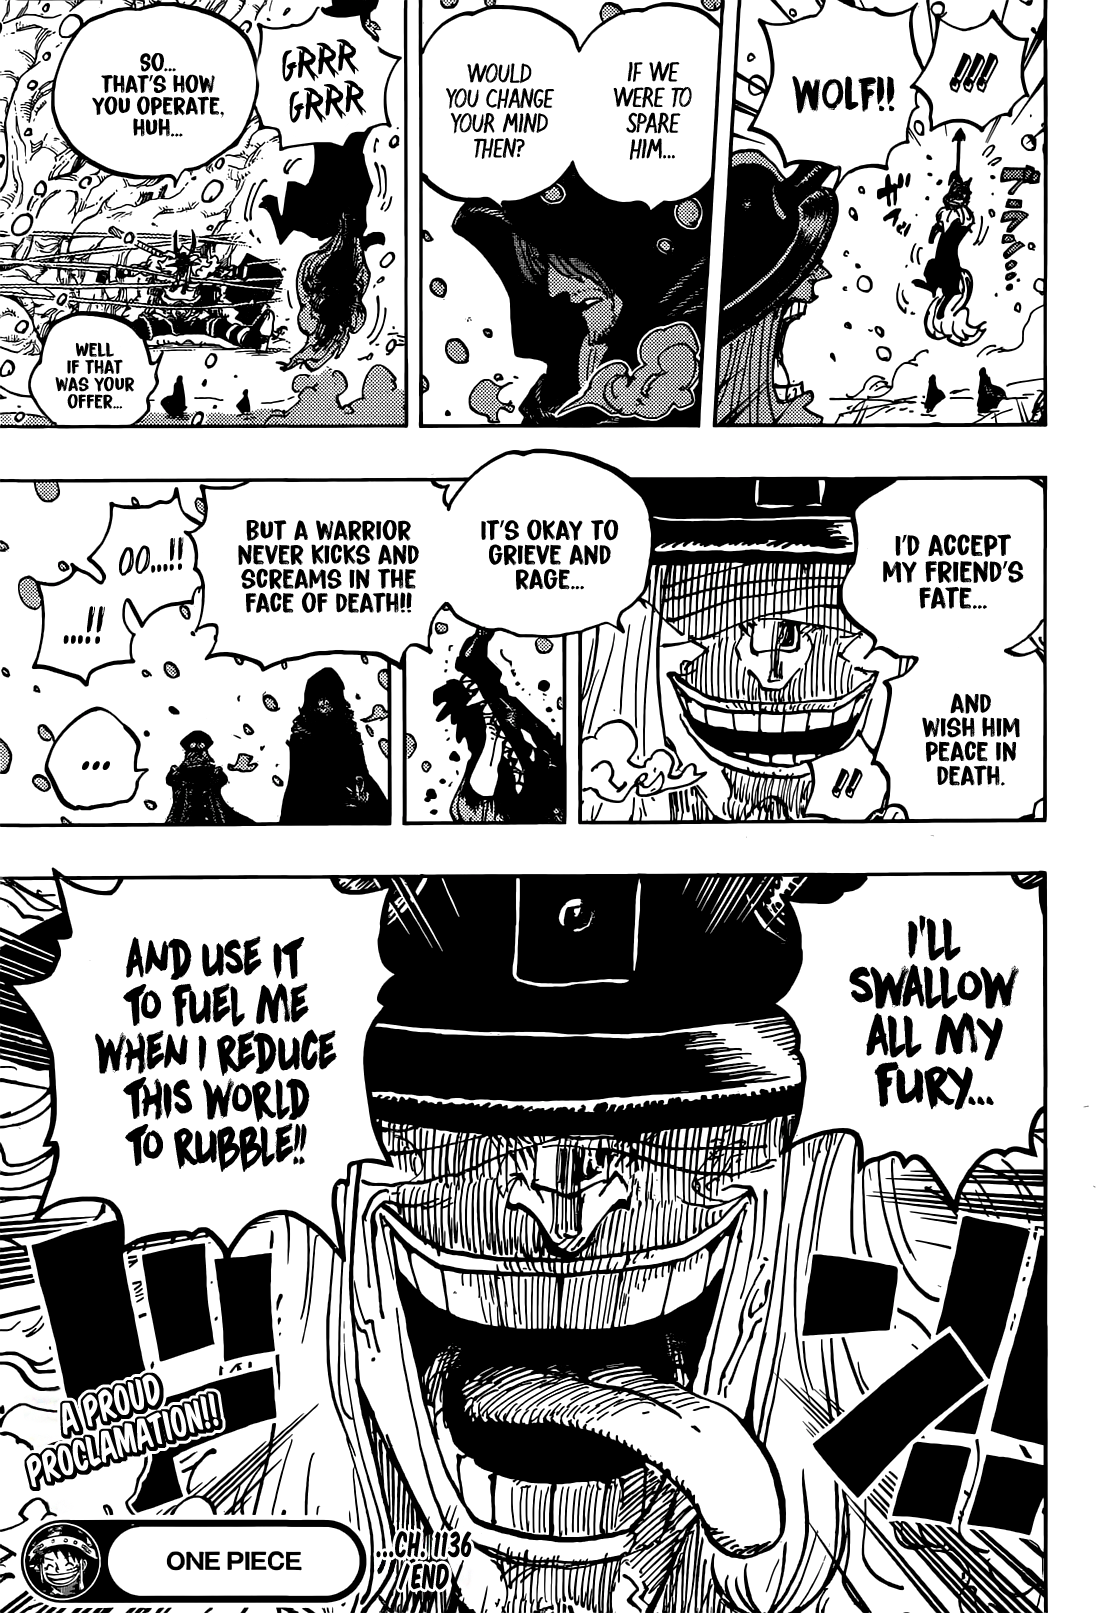 !!!
WOLF!!
デラン…
ガ
IF WE
WERE TO
SPARE
HIM...
WOULD
YOU CHANGE
YOUR MIND
THEN?
GRRR
GRRR
SO...
THAT'S HOW
YOU OPERATE,
HUH...
WELL
IF THAT
WAS YOUR
OFFER...
I'D ACCEPT
MY FRIEND'S
FATE...
AND
WISH HIM
PEACE IN
DEATH.
!!
IT'S OKAY TO
GRIEVE AND
RAGE...
BUT A WARRIOR
NEVER KICKS AND
SCREAMS IN THE
FACE OF DEATH!!
OO...!!
...!!
...
I'LL
SWALLOW
ALL MY
FURY...
AND USE IT
TO FUEL ME
WHEN I REDUCE
THIS WORLD
TO RUBBLE!!
A PROUD
PROCLAMATION!!
ONE PIECE
...CH. 1136
END